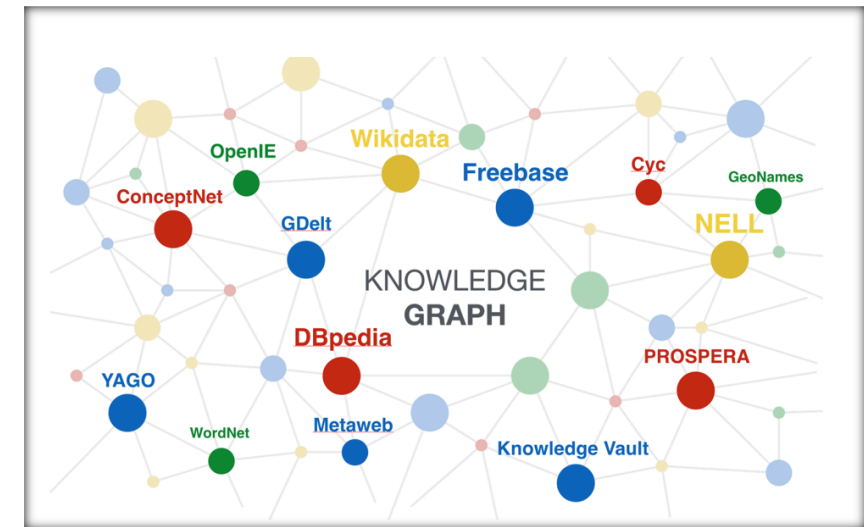 Wikidata
OpenIE
Cyc
Freebase
GeoNames
ConceptNet
GDelt
NELL
KNOWLEDGE
GRAPH
DBpedia
PROSPERA
YAGO
Metaweb
WordNet
Knowledge Vault